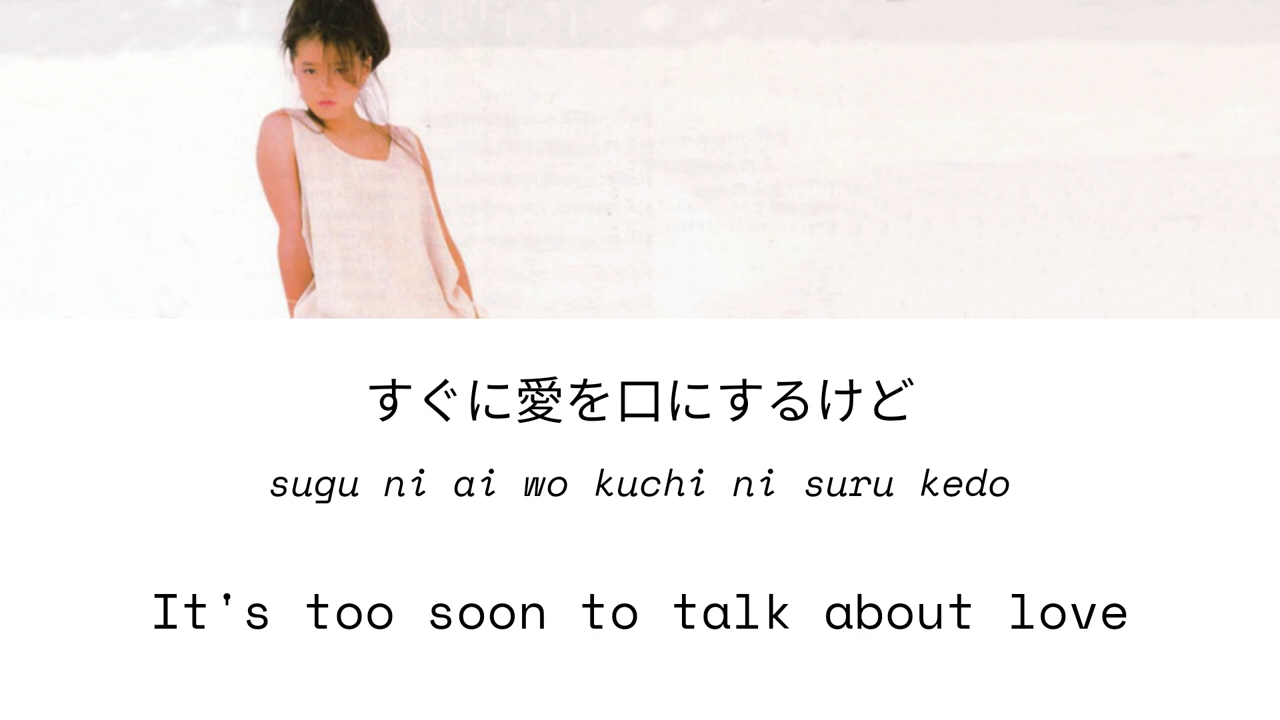 すぐに愛を口にするけど
sugu ni ai wo kuchi ni suru kedo
It's too soon to talk about love